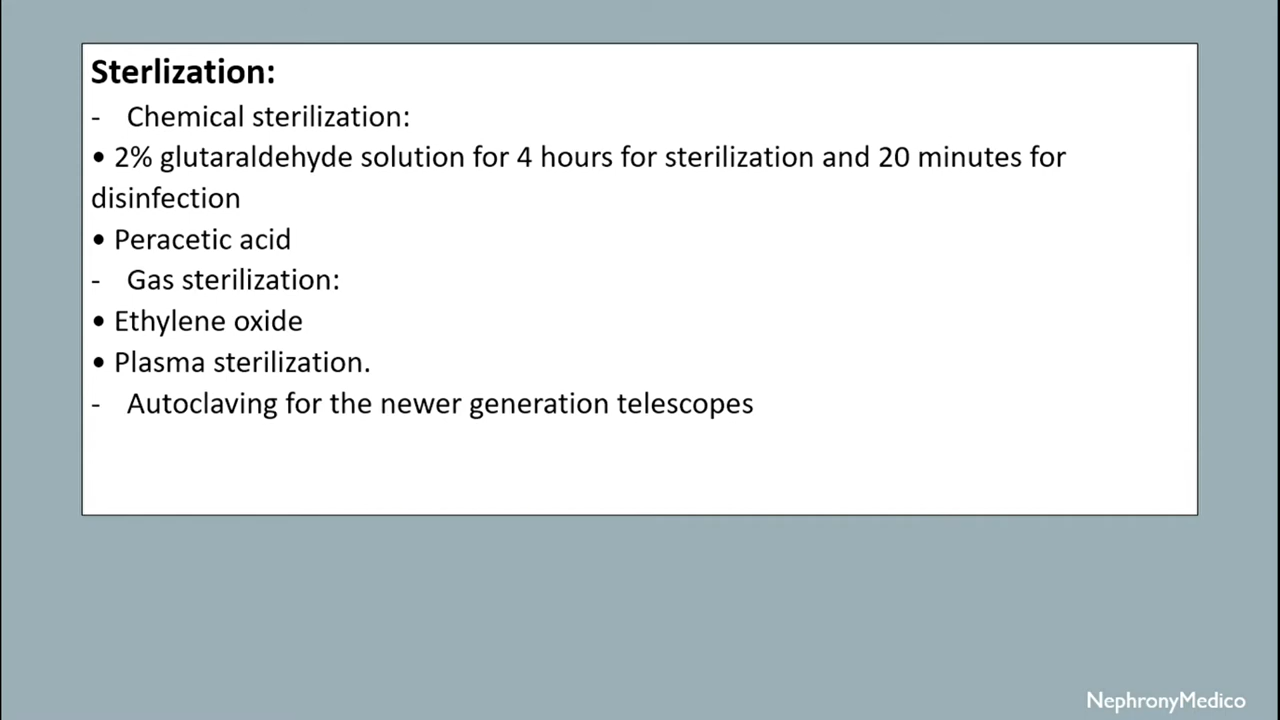 Sterlization:
- Chemical sterilization:
• 2% glutaraldehyde solution for 4 hours for sterilization and 20 minutes for
disinfection
• Peracetic acid
- Gas sterilization:
• Ethylene oxide
• Plasma sterilization.
- Autoclaving for the newer generation telescopes
NephronyMedico